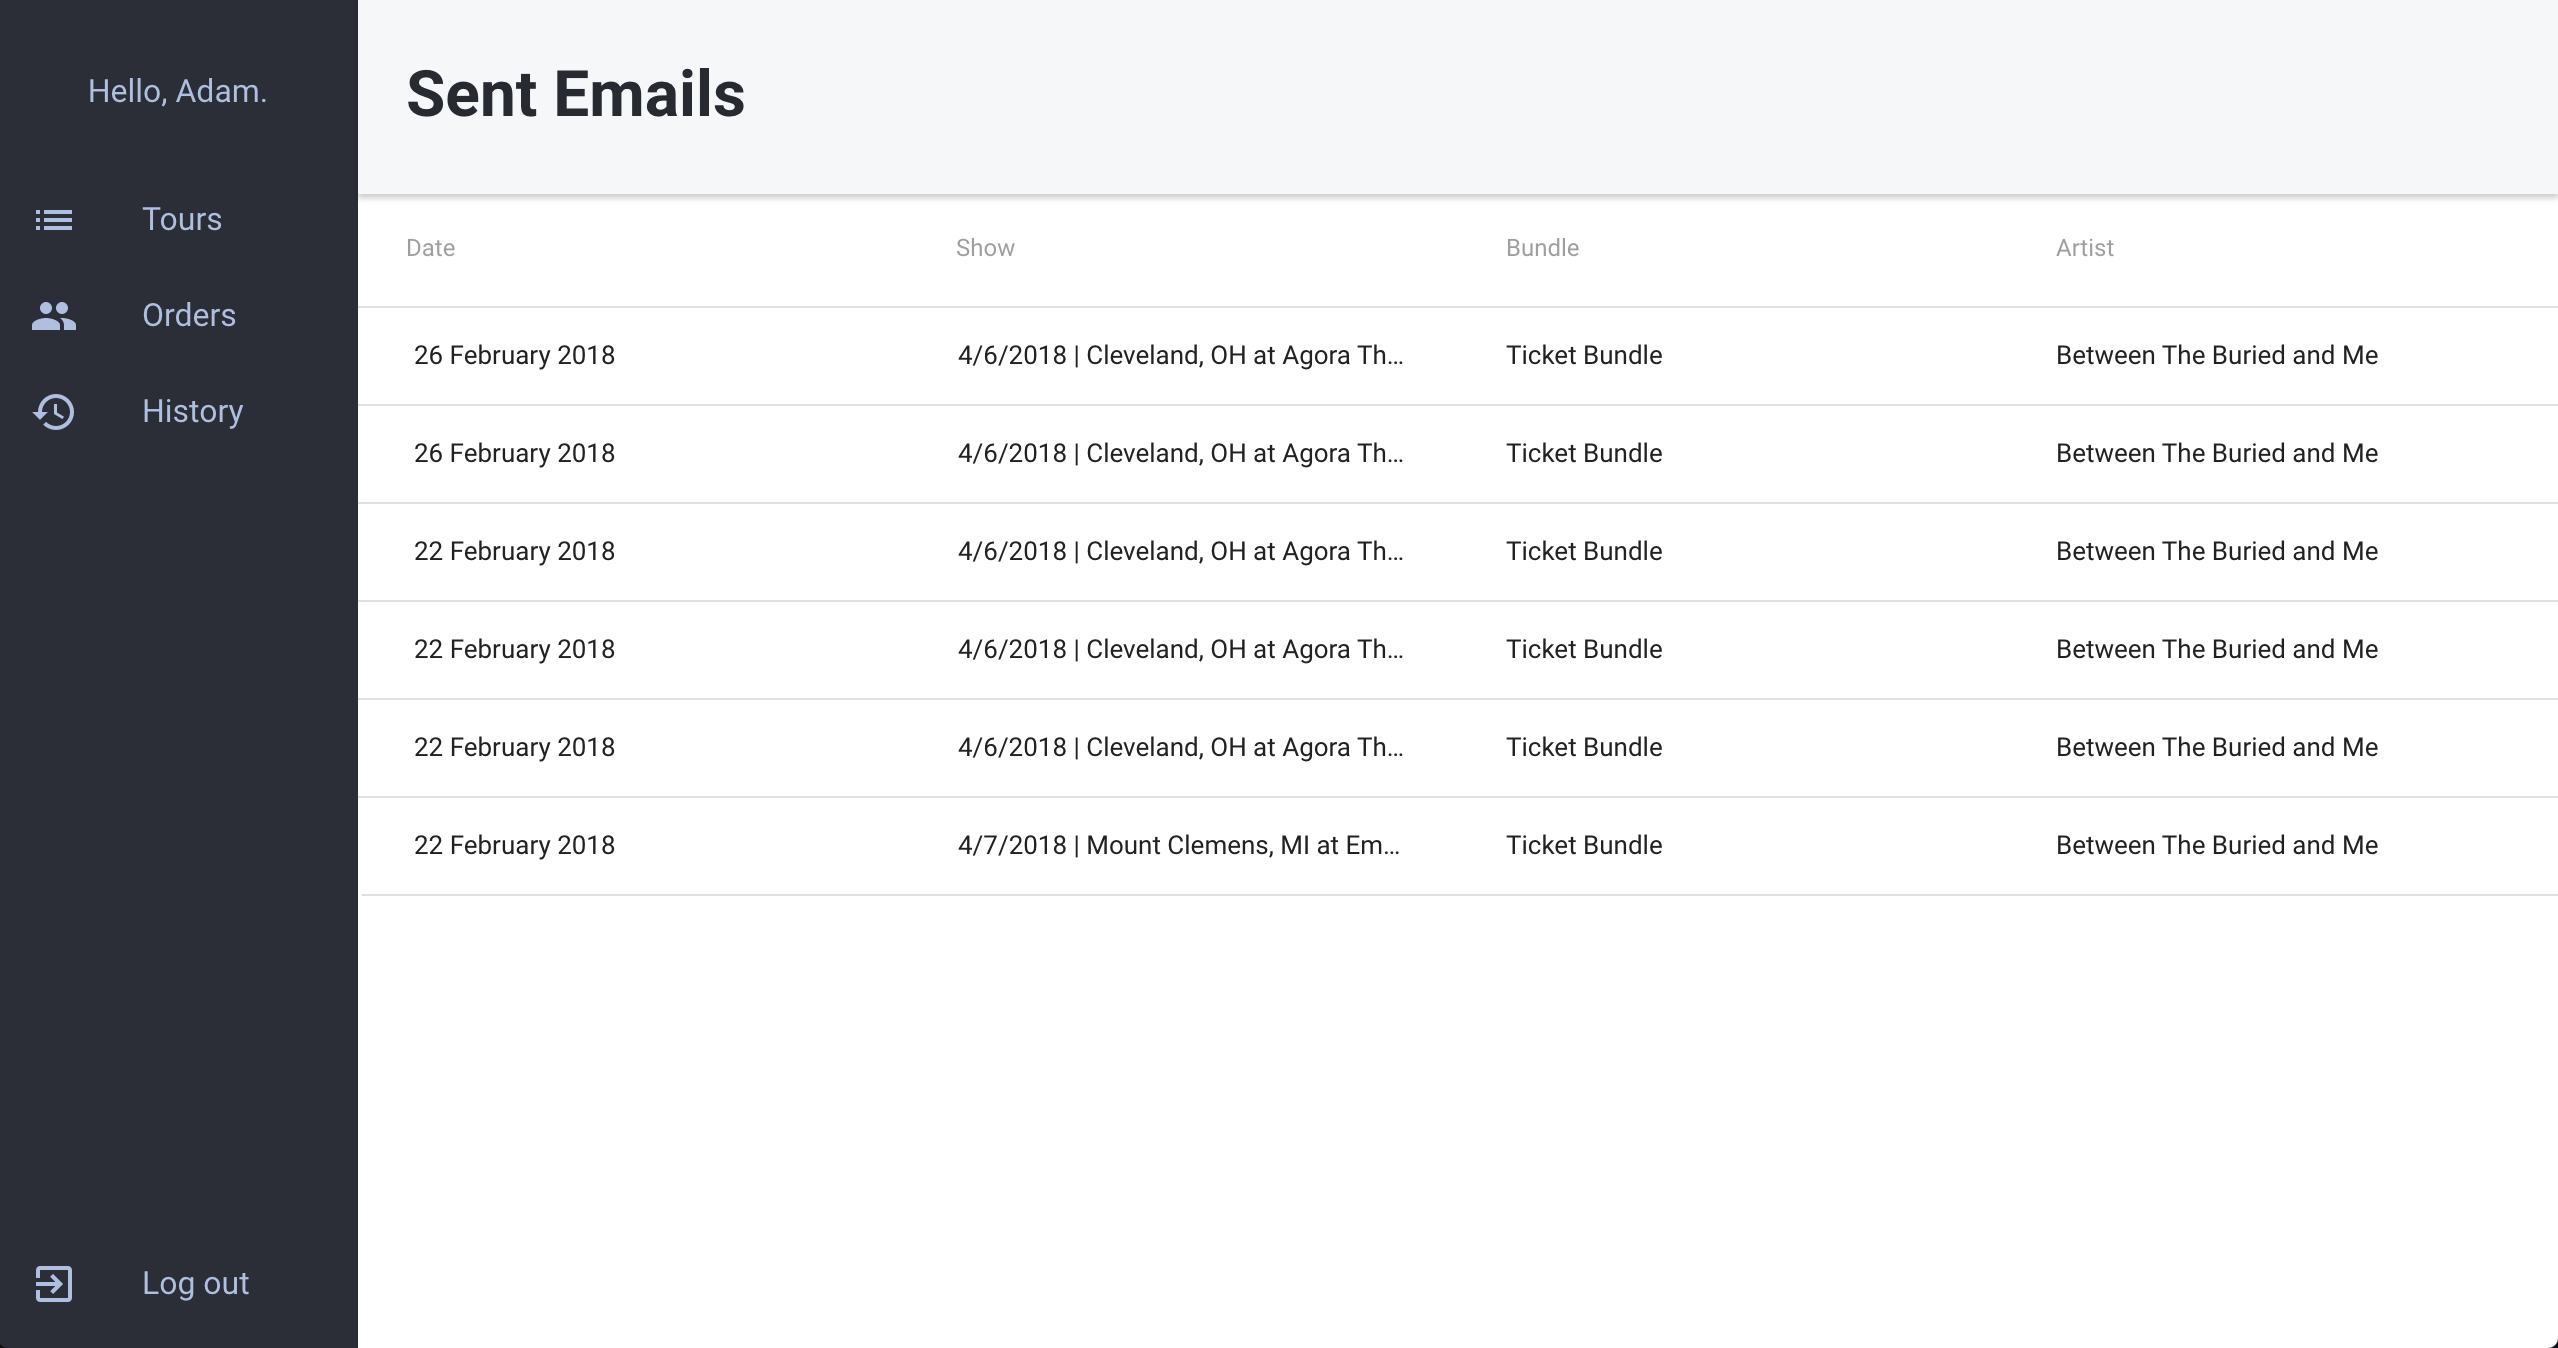 Hello, Adam.
Tours
Orders
History
Log out
Sent Emails
Date Show Bundle Artist
26 February 2018 4/6/2018 | Cleveland, OH at Agora Th... Ticket Bundle Between The Buried and Me
26 February 2018 4/6/2018 | Cleveland, OH at Agora Th... Ticket Bundle Between The Buried and Me
22 February 2018 4/6/2018 | Cleveland, OH at Agora Th... Ticket Bundle Between The Buried and Me
22 February 2018 4/6/2018 | Cleveland, OH at Agora Th... Ticket Bundle Between The Buried and Me
22 February 2018 4/6/2018 | Cleveland, OH at Agora Th... Ticket Bundle Between The Buried and Me
22 February 2018 4/7/2018 | Mount Clemens, MI at Em... Ticket Bundle Between The Buried and Me